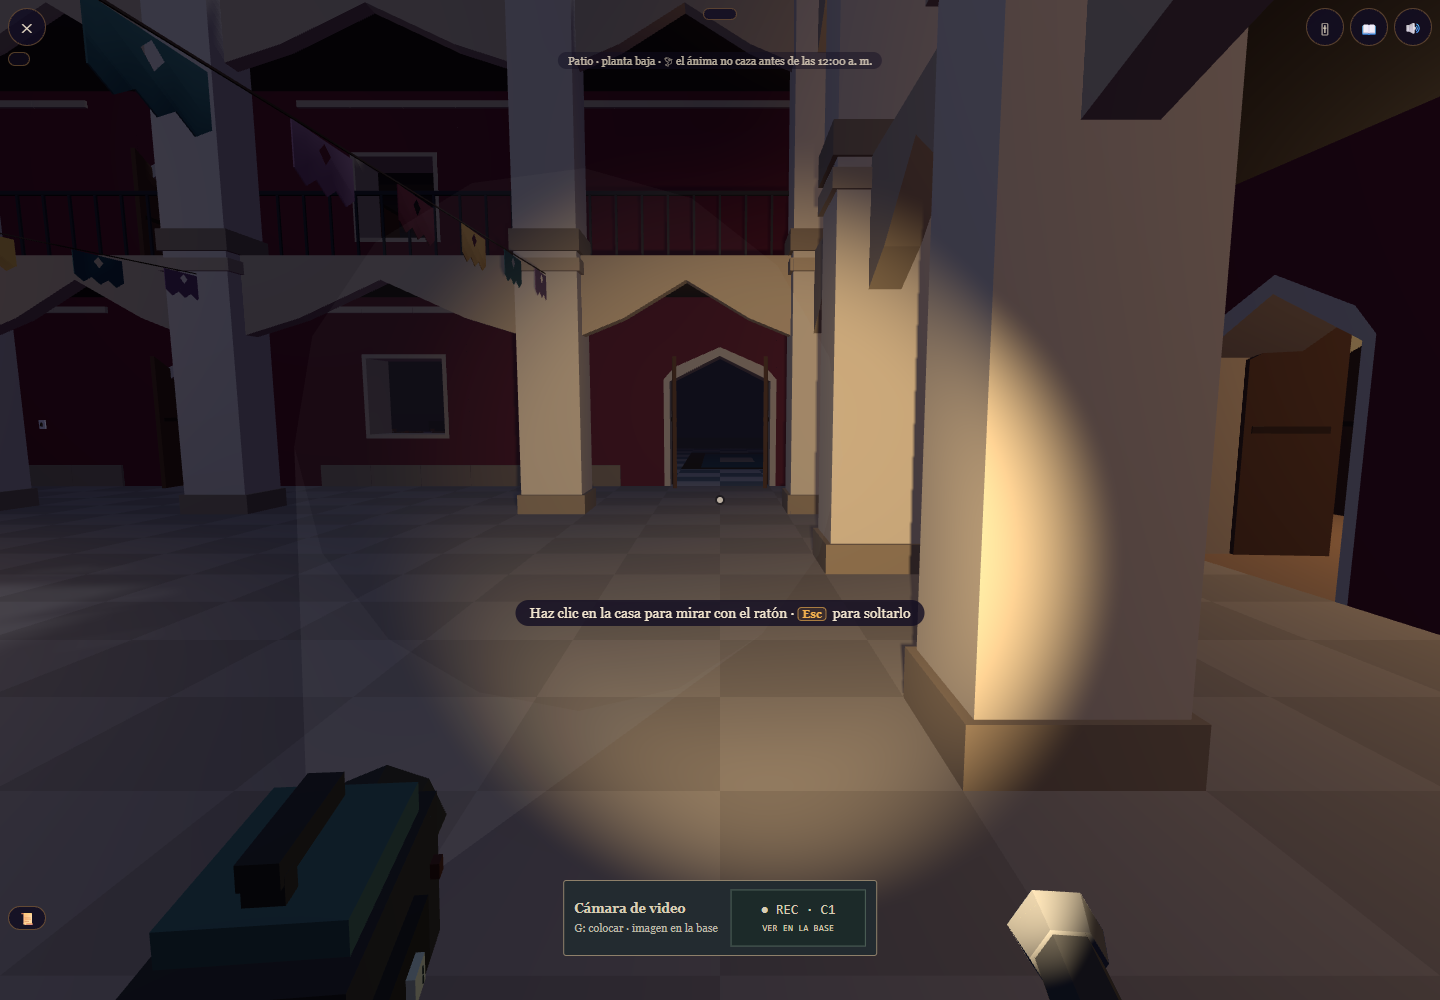 Patio · planta baja · 🕊 el ánima no caza antes de las 12:00 a. m.
Haz clic en la casa para mirar con el ratón · Esc para soltarlo
Cámara de video
G: colocar · imagen en la base
● REC · C1
VER EN LA BASE